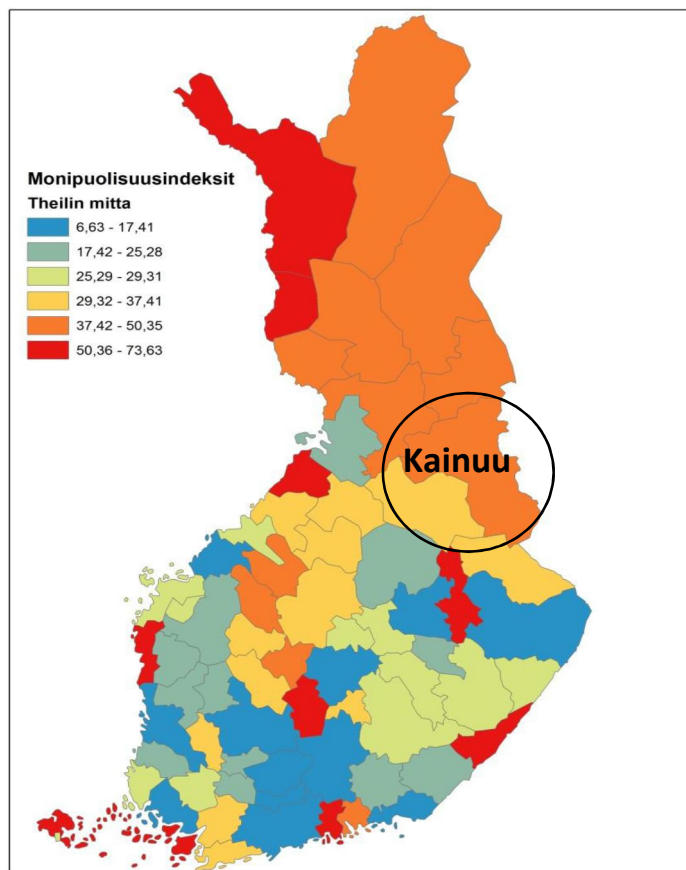 Monipuolisuusindeksit
Theilin mitta
6,63 - 17,41
17,42 - 25,28
25,29 - 29,31
29,32 - 37,41
37,42 - 50,35
50,36 - 73,63
Kainuu